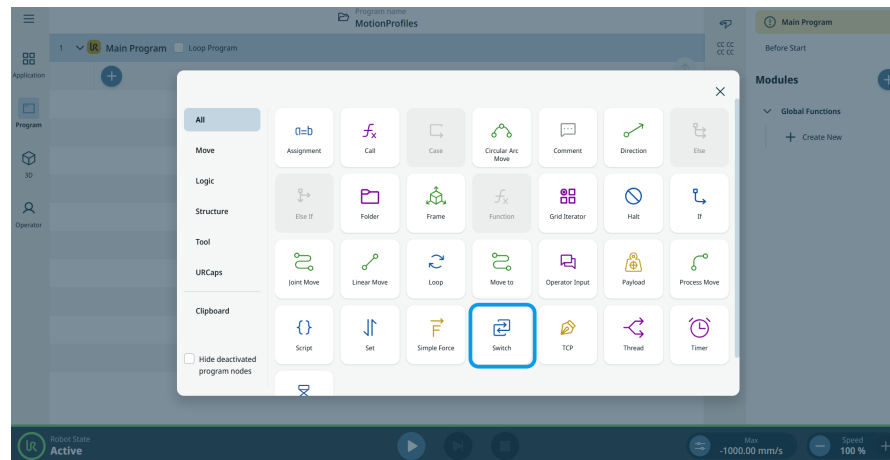 Program name
MotionProfiles
1 Main Program Loop Program
Application
Program
3D
Operator
Main Program
Before Start
Modules
Global Functions
Create New
All
Move
Logic
Structure
Tool
URCaps
Clipboard
Hide deactivated
program nodes
a=b
Assignment
Call
Case
Circular Arc
Move
Comment
Direction
Else
Else If
Folder
Frame
Function
Grid Iterator
Halt
If
Joint Move
Linear Move
Loop
Move to
Operator Input
Payload
Process Move
Script
Set
Simple Force
Switch
TCP
Thread
Timer
Robot State
Active
Max
-1000.00 mm/s
Speed
100 %